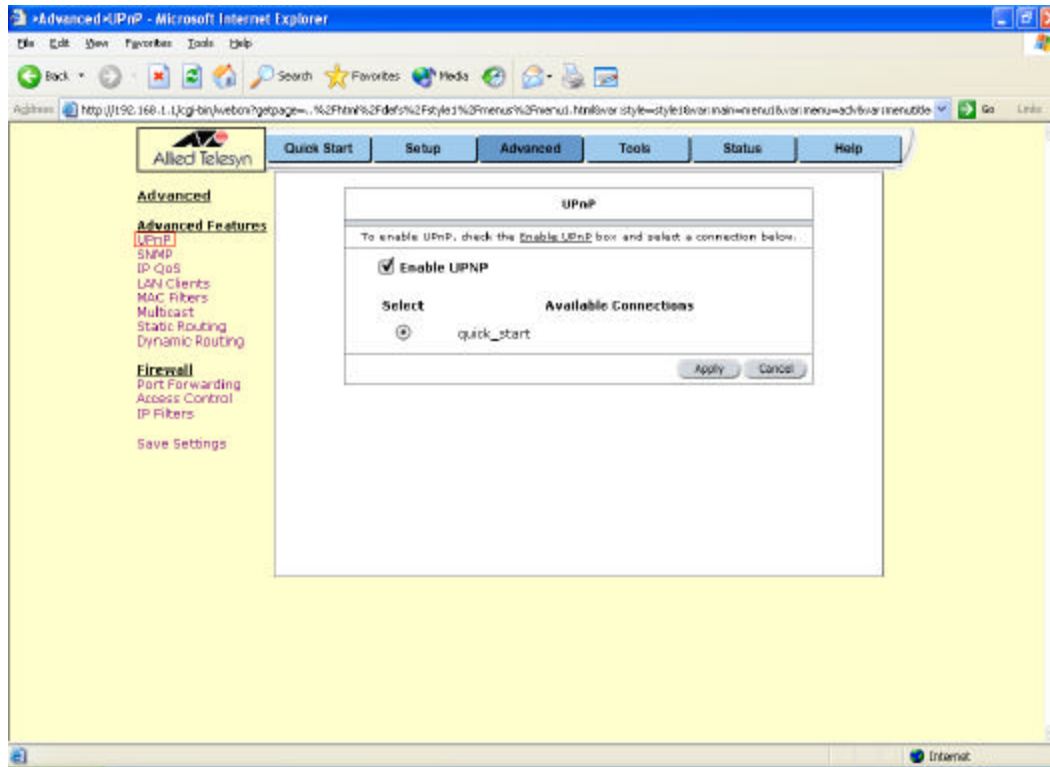 »Advanced»UPnP - Microsoft Internet Explorer
File Edit View Favorites Tools Help
Back Search Favorites Media
Address Go Links
Allied Telesyn
Quick Start Setup Advanced Tools Status Help
Advanced
Advanced Features
UPnP
SNMP
IP QoS
LAN Clients
MAC Filters
Multicast
Static Routing
Dynamic Routing
Firewall
Port Forwarding
Access Control
IP Filters
Save Settings
UPnP
To enable UPnP, check the Enable UPnP box and select a connection below.
Enable UPNP
Select Available Connections
quick_start
Apply Cancel
Internet